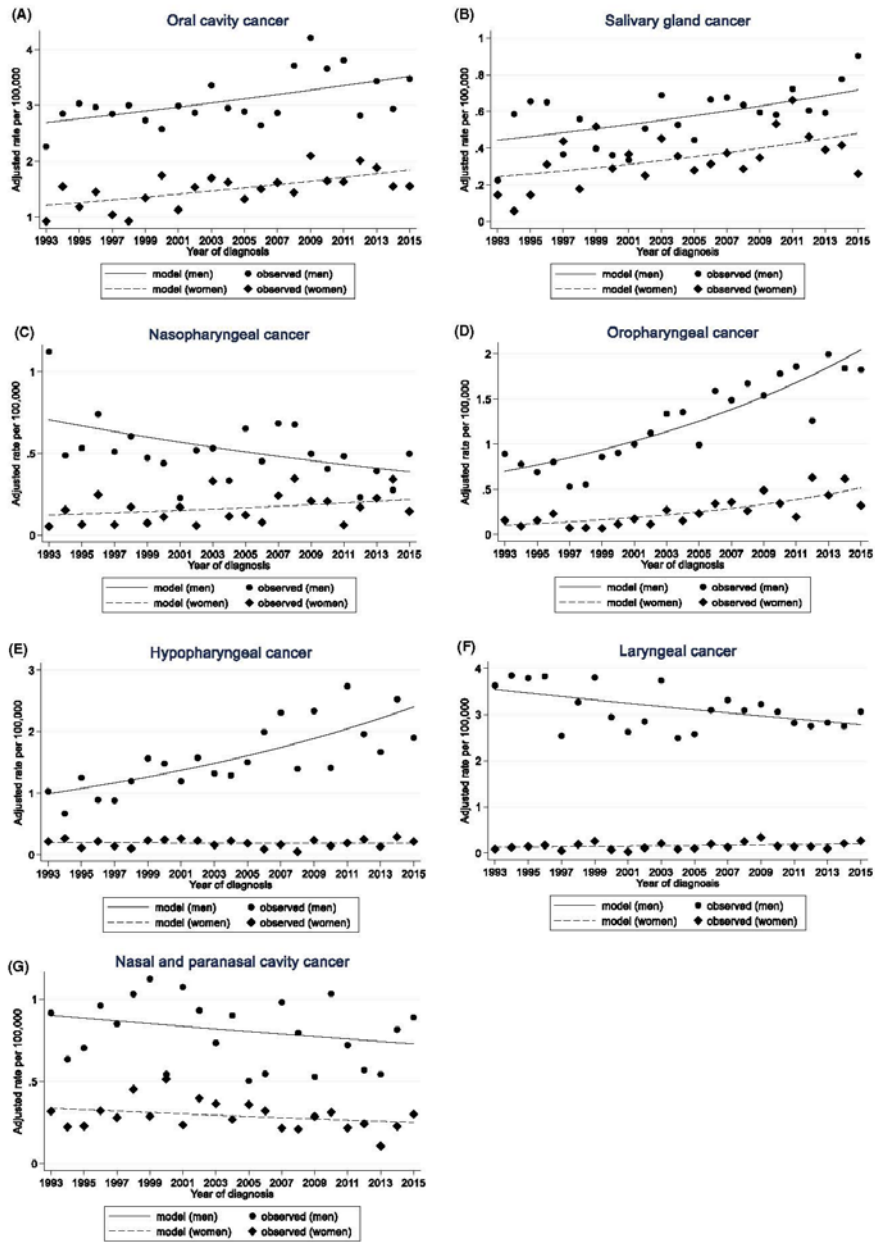 (A)
Oral cavity cancer
Adjusted rate per 100,000
4
3
2
1
1993 1995 1997 1999 2001 2003 2005 2007 2009 2011 2013 2015
Year of diagnosis
model (men) observed (men)
model (women) observed (women)
(B)
Salivary gland cancer
Adjusted rate per 100,000
1
.8
.6
.4
.2
0
1993 1995 1997 1999 2001 2003 2005 2007 2009 2011 2013 2015
Year of diagnosis
model (men) observed (men)
model (women) observed (women)
(C)
Nasopharyngeal cancer
Adjusted rate per 100,000
1
.5
0
1993 1995 1997 1999 2001 2003 2005 2007 2009 2011 2013 2015
Year of diagnosis
model (men) observed (men)
model (women) observed (women)
(D)
Oropharyngeal cancer
Adjusted rate per 100,000
2
1.5
1
.5
0
1993 1995 1997 1999 2001 2003 2005 2007 2009 2011 2013 2015
Year of diagnosis
model (men) observed (men)
model (women) observed (women)
(E)
Hypopharyngeal cancer
Adjusted rate per 100,000
3
2
1
0
1993 1995 1997 1999 2001 2003 2005 2007 2009 2011 2013 2015
Year of diagnosis
model (men) observed (men)
model (women) observed (women)
(F)
Laryngeal cancer
Adjusted rate per 100,000
4
3
2
1
0
1993 1995 1997 1999 2001 2003 2005 2007 2009 2011 2013 2015
Year of diagnosis
model (men) observed (men)
model (women) observed (women)
(G)
Nasal and paranasal cavity cancer
Adjusted rate per 100,000
1
.5
0
1993 1995 1997 1999 2001 2003 2005 2007 2009 2011 2013 2015
Year of diagnosis
model (men) observed (men)
model (women) observed (women)